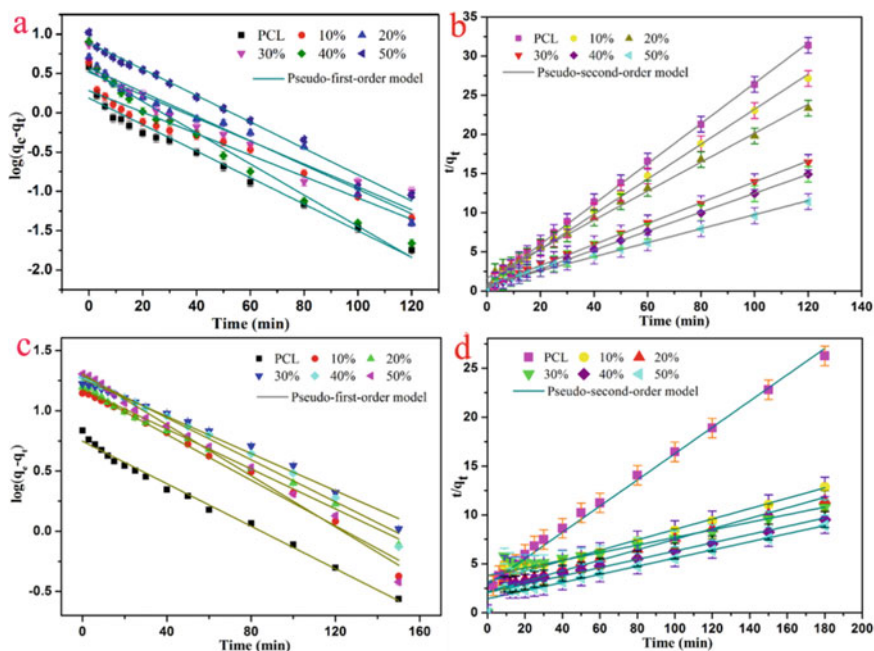 a
PCL 10% 20%
30% 40% 50%
Pseudo-first-order model
log(qe-qt)
1.0
0.5
0.0
-0.5
-1.0
-1.5
-2.0
0 20 40 60 80 100 120
Time (min)
b
PCL 10% 20%
30% 40% 50%
Pseudo-second-order model
t/qt
35
30
25
20
15
10
5
0
0 20 40 60 80 100 120 140
Time (min)
c
PCL 10% 20%
30% 40% 50%
Pseudo-first-order model
log(qe-qt)
1.5
1.0
0.5
0.0
-0.5
0 20 40 60 80 100 120 140 160
Time (min)
d
PCL 10% 20%
30% 40% 50%
Pseudo-second-order model
t/qt
25
20
15
10
5
0
0 20 40 60 80 100 120 140 160 180 200
Time (min)